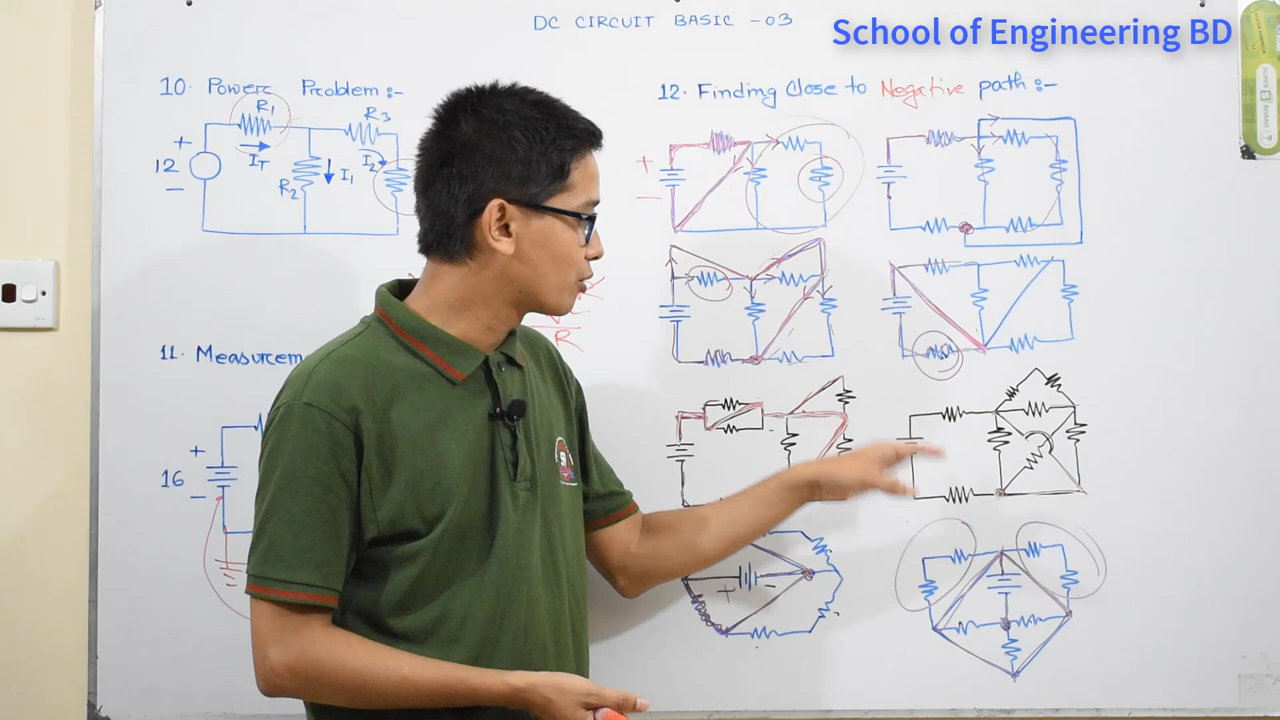 DC CIRCUIT BASIC -03
School of Engineering BD
10. Power Problem :-
R1
R3
+
12
-
IT
I1
I2
R2
R
11. Measurem
+
16
-
12. Finding Close to Negative path :-
+
-
+
-